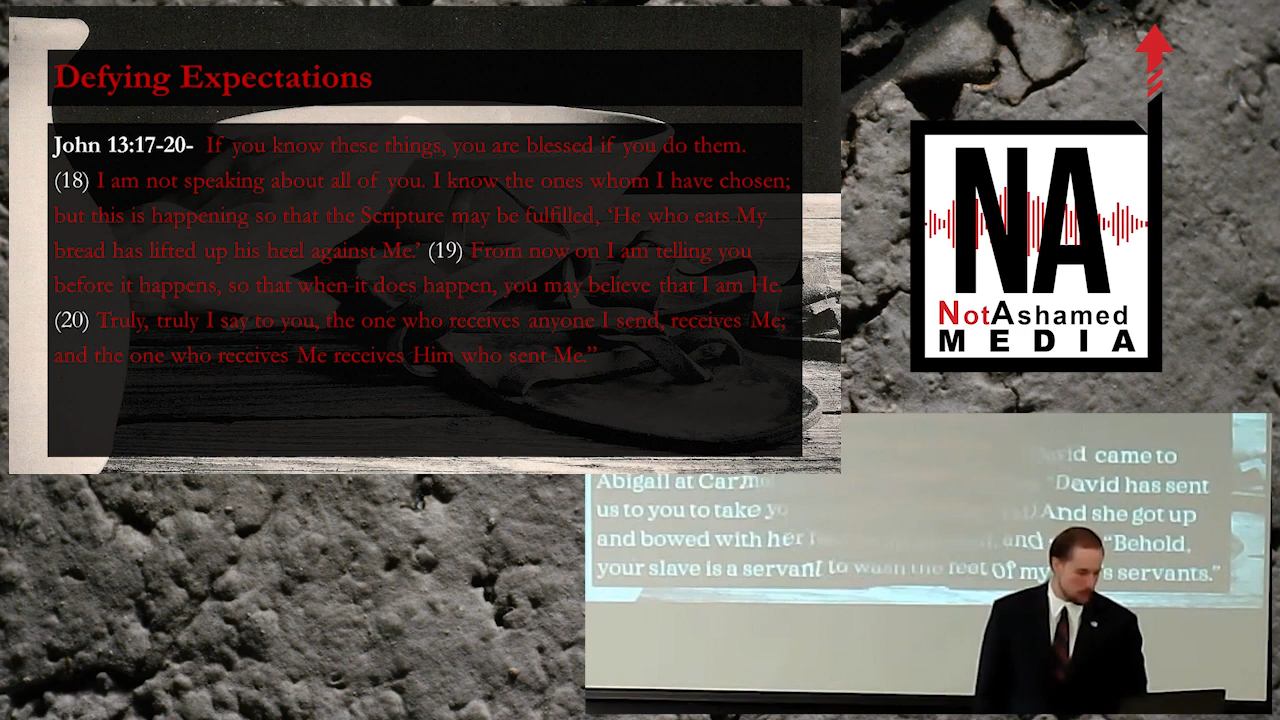 Defying Expectations
John 13:17-20- If you know these things, you are blessed if you do them.
(18) I am not speaking about all of you. I know the ones whom I have chosen;
but this is happening so that the Scripture may be fulfilled, ‘He who eats My
bread has lifted up his heel against Me.’ (19) From now on I am telling you
before it happens, so that when it does happen, you may believe that I am He.
(20) Truly, truly I say to you, the one who receives anyone I send, receives Me;
and the one who receives Me receives Him who sent Me.”
NA
NotAshamed
MEDIA
David came to
Abigail at Carmel "David has sent
us to you to take And she got up
and bowed with her and "Behold,
your slave is a servant to wash the feet of my servants."